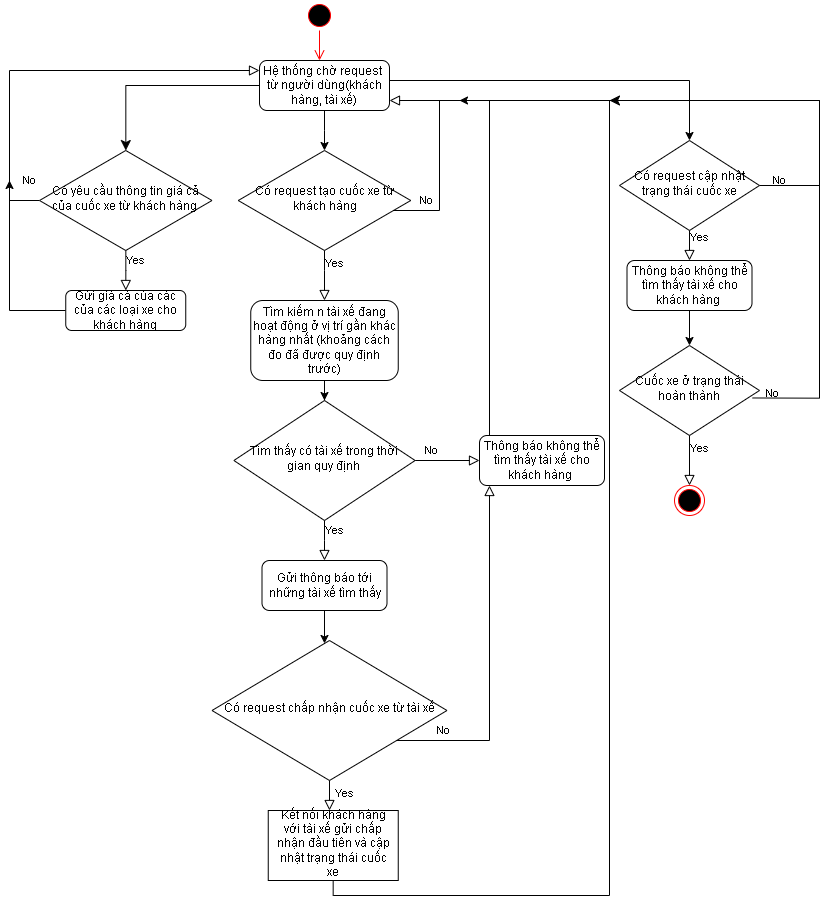 Hệ thống chờ request
từ người dùng(khách
hàng, tài xế)
No
Có yêu cầu thông tin giá cả
của cuốc xe từ khách hàng
Yes
Gửi giá cả của các
của các loại xe cho
khách hàng
Có request tạo cuốc xe từ
khách hàng
No
Yes
Tìm kiếm n tài xế đang
hoạt động ở vị trí gần khác
hàng nhất (khoảng cách
đo đã được quy định
trước)
Tìm thấy có tài xế trong thời
gian quy định
No
Thông báo không thể
tìm thấy tài xế cho
khách hàng
Yes
Gửi thông báo tới
những tài xế tìm thấy
Có request chấp nhận cuốc xe từ tài xế
No
Yes
Kết nối khách hàng
với tài xế gửi chấp
nhận đầu tiên và cập
nhật trạng thái cuốc
xe
Có request cập nhật
trạng thái cuốc xe
No
Yes
Thông báo không thể
tìm thấy tài xế cho
khách hàng
Cuốc xe ở trạng thái
hoàn thành
No
Yes